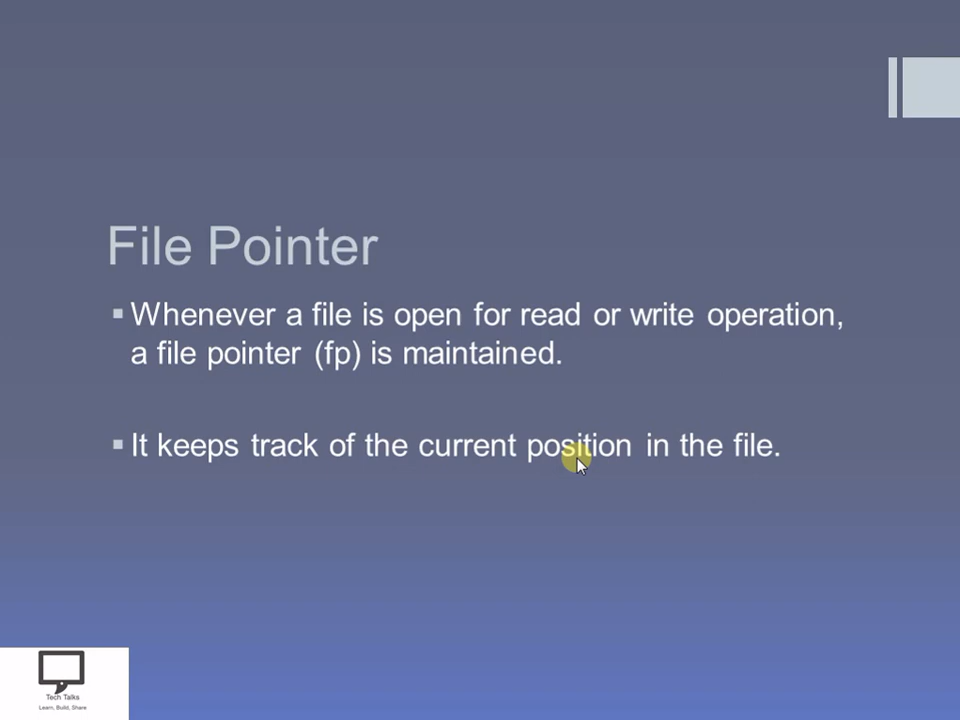 File Pointer
Whenever a file is open for read or write operation,
a file pointer (fp) is maintained.
It keeps track of the current position in the file.
Tech Talks
Learn, Build, Share